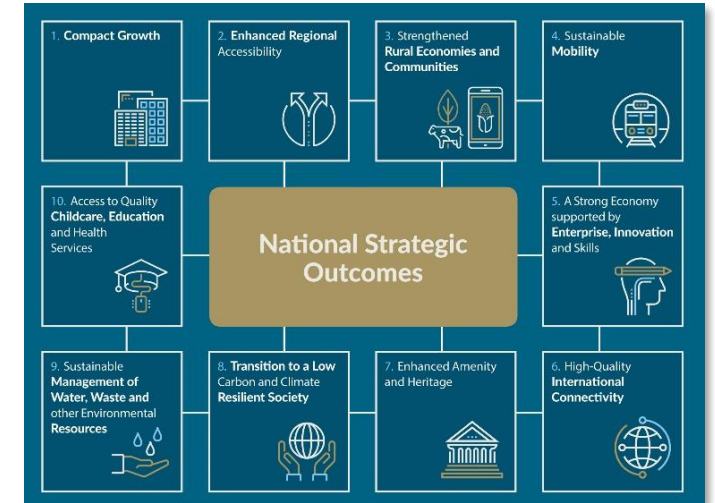 1. Compact Growth
2. Enhanced Regional
Accessibility
3. Strengthened
Rural Economies and
Communities
4. Sustainable
Mobility
10. Access to Quality
Childcare, Education
and Health
Services
National Strategic
Outcomes
5. A Strong Economy
supported by
Enterprise, Innovation
and Skills
9. Sustainable
Management of
Water, Waste and
other Environmental
Resources
8. Transition to a Low
Carbon and Climate
Resilient Society
7. Enhanced Amenity
and Heritage
6. High-Quality
International
Connectivity